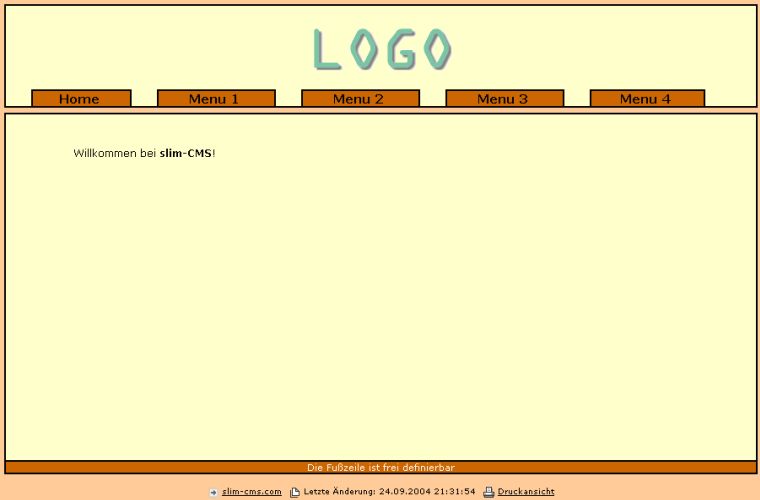 LOGO
Home Menu 1 Menu 2 Menu 3 Menu 4
Willkommen bei slim-CMS!
Die Fußzeile ist frei definierbar
slim-cms.com Letzte Änderung: 24.09.2004 21:31:54 Druckansicht